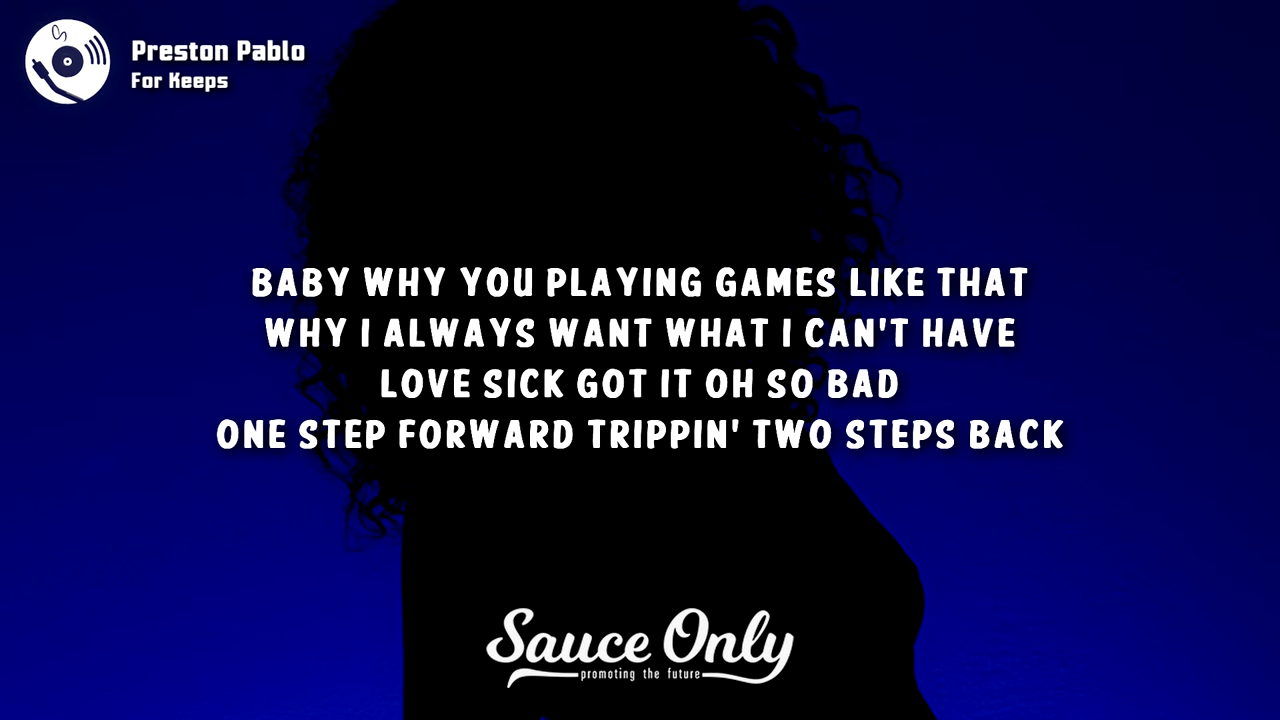 Preston Pablo
For Keeps
BABY WHY YOU PLAYING GAMES LIKE THAT
WHY I ALWAYS WANT WHAT I CAN'T HAVE
LOVE SICK GOT IT OH SO BAD
ONE STEP FORWARD TRIPPIN' TWO STEPS BACK
Sauce Only
promoting the future